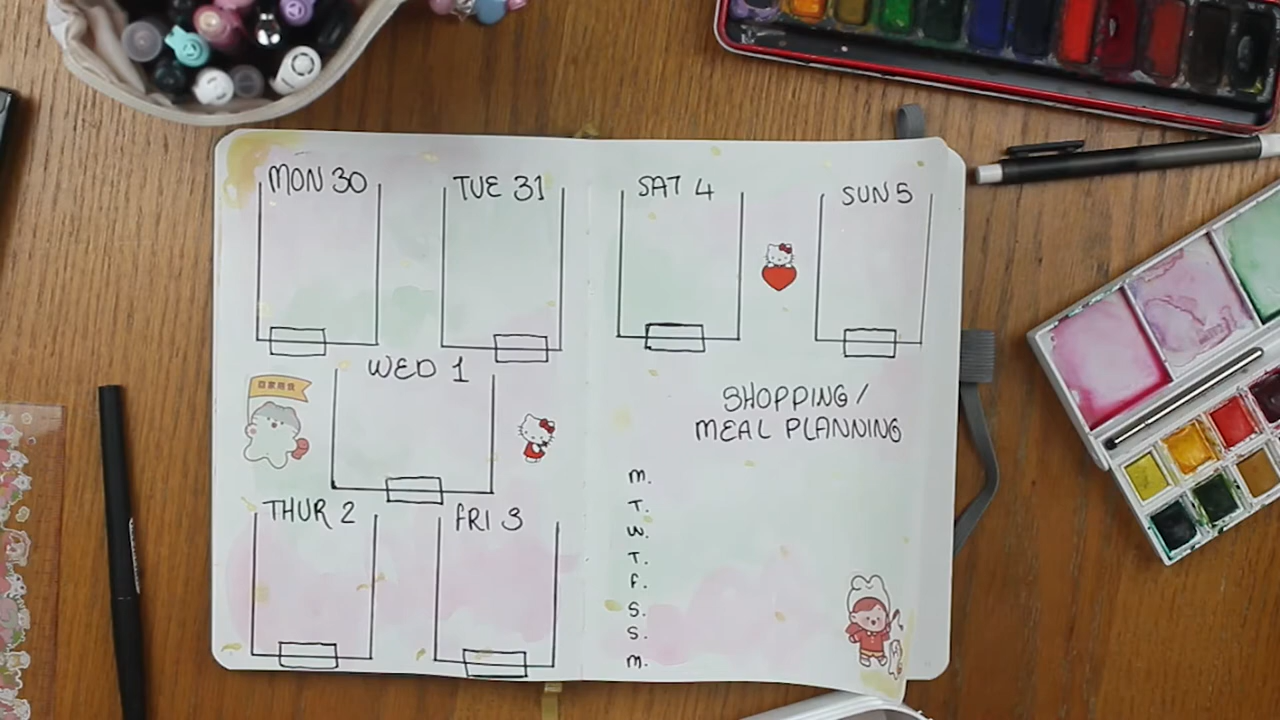 MON 30
TUE 31
WED 1
THUR 2
FRI 3
SAT 4
SUN 5
SHOPPING/
MEAL PLANNING
M.
T.
W.
T.
F.
S.
S.
M.